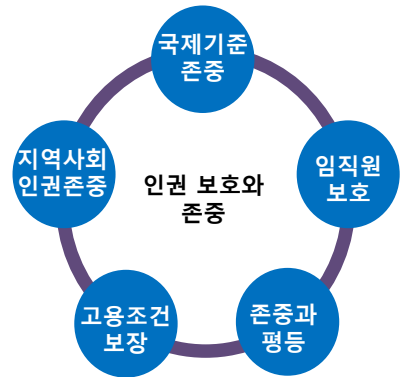 국제기준
존중
임직원
보호
존중과
평등
고용조건
보장
지역사회
인권존중
인권 보호와
존중